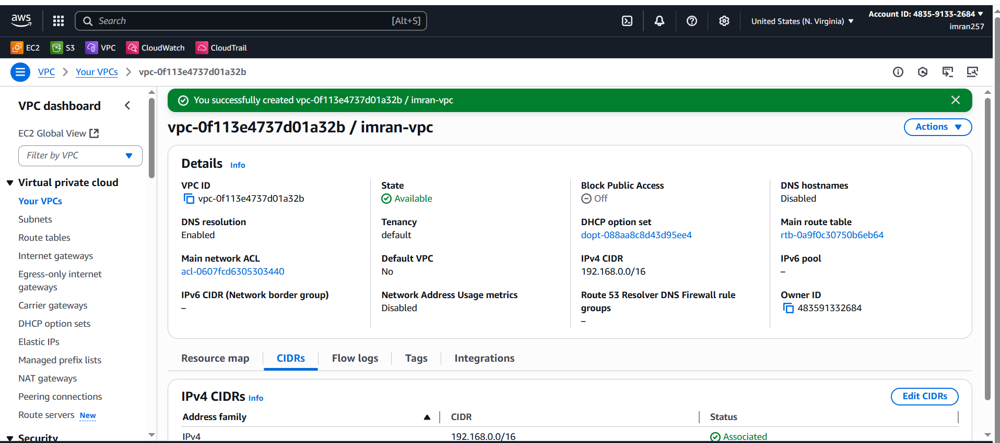 aws
Search [Alt+S]
United States (N. Virginia)
Account ID: 4835-9133-2684
imran257
EC2 S3 VPC CloudWatch CloudTrail
VPC Your VPCs vpc-0f113e4737d01a32b
VPC dashboard
EC2 Global View
Filter by VPC
Virtual private cloud
Your VPCs
Subnets
Route tables
Internet gateways
Egress-only internet
gateways
Carrier gateways
DHCP option sets
Elastic IPs
Managed prefix lists
NAT gateways
Peering connections
Route servers New
Security
You successfully created vpc-0f113e4737d01a32b / imran-vpc
vpc-0f113e4737d01a32b / imran-vpc
Actions
Details Info
VPC ID
vpc-0f113e4737d01a32b
State
Available
Block Public Access
Off
DNS hostnames
Disabled
DNS resolution
Enabled
Tenancy
default
DHCP option set
dopt-088aa8c8d43d95ee4
Main route table
rtb-0a9f0c30750b6eb64
Main network ACL
acl-0607fcd6305303440
Default VPC
No
IPv4 CIDR
192.168.0.0/16
IPv6 pool
–
IPv6 CIDR (Network border group)
–
Network Address Usage metrics
Disabled
Route 53 Resolver DNS Firewall rule
groups
–
Owner ID
483591332684
Resource map CIDRs Flow logs Tags Integrations
IPv4 CIDRs Info
Edit CIDRs
Address family CIDR Status
IPv4 192.168.0.0/16 Associated